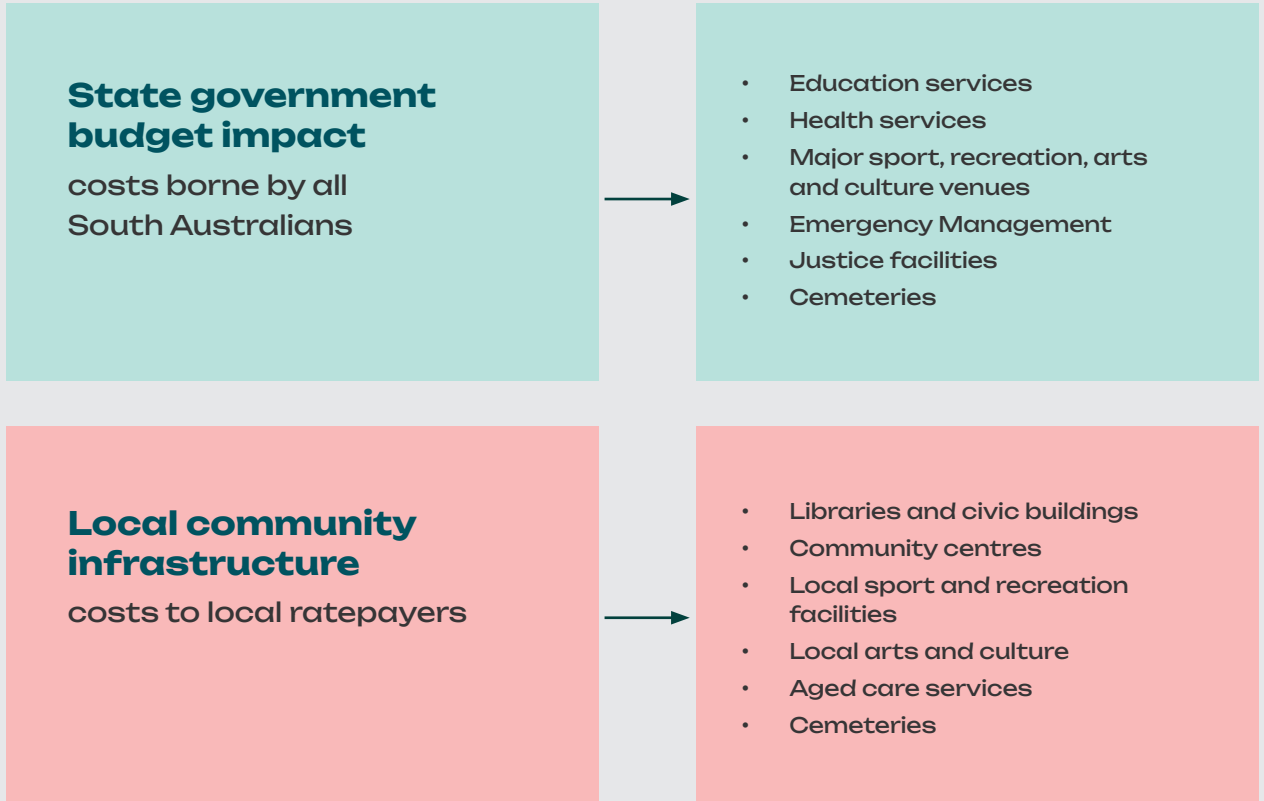 State government
budget impact
costs borne by all
South Australians
• Education services
• Health services
• Major sport, recreation, arts
and culture venues
• Emergency Management
• Justice facilities
• Cemeteries
Local community
infrastructure
costs to local ratepayers
• Libraries and civic buildings
• Community centres
• Local sport and recreation
facilities
• Local arts and culture
• Aged care services
• Cemeteries